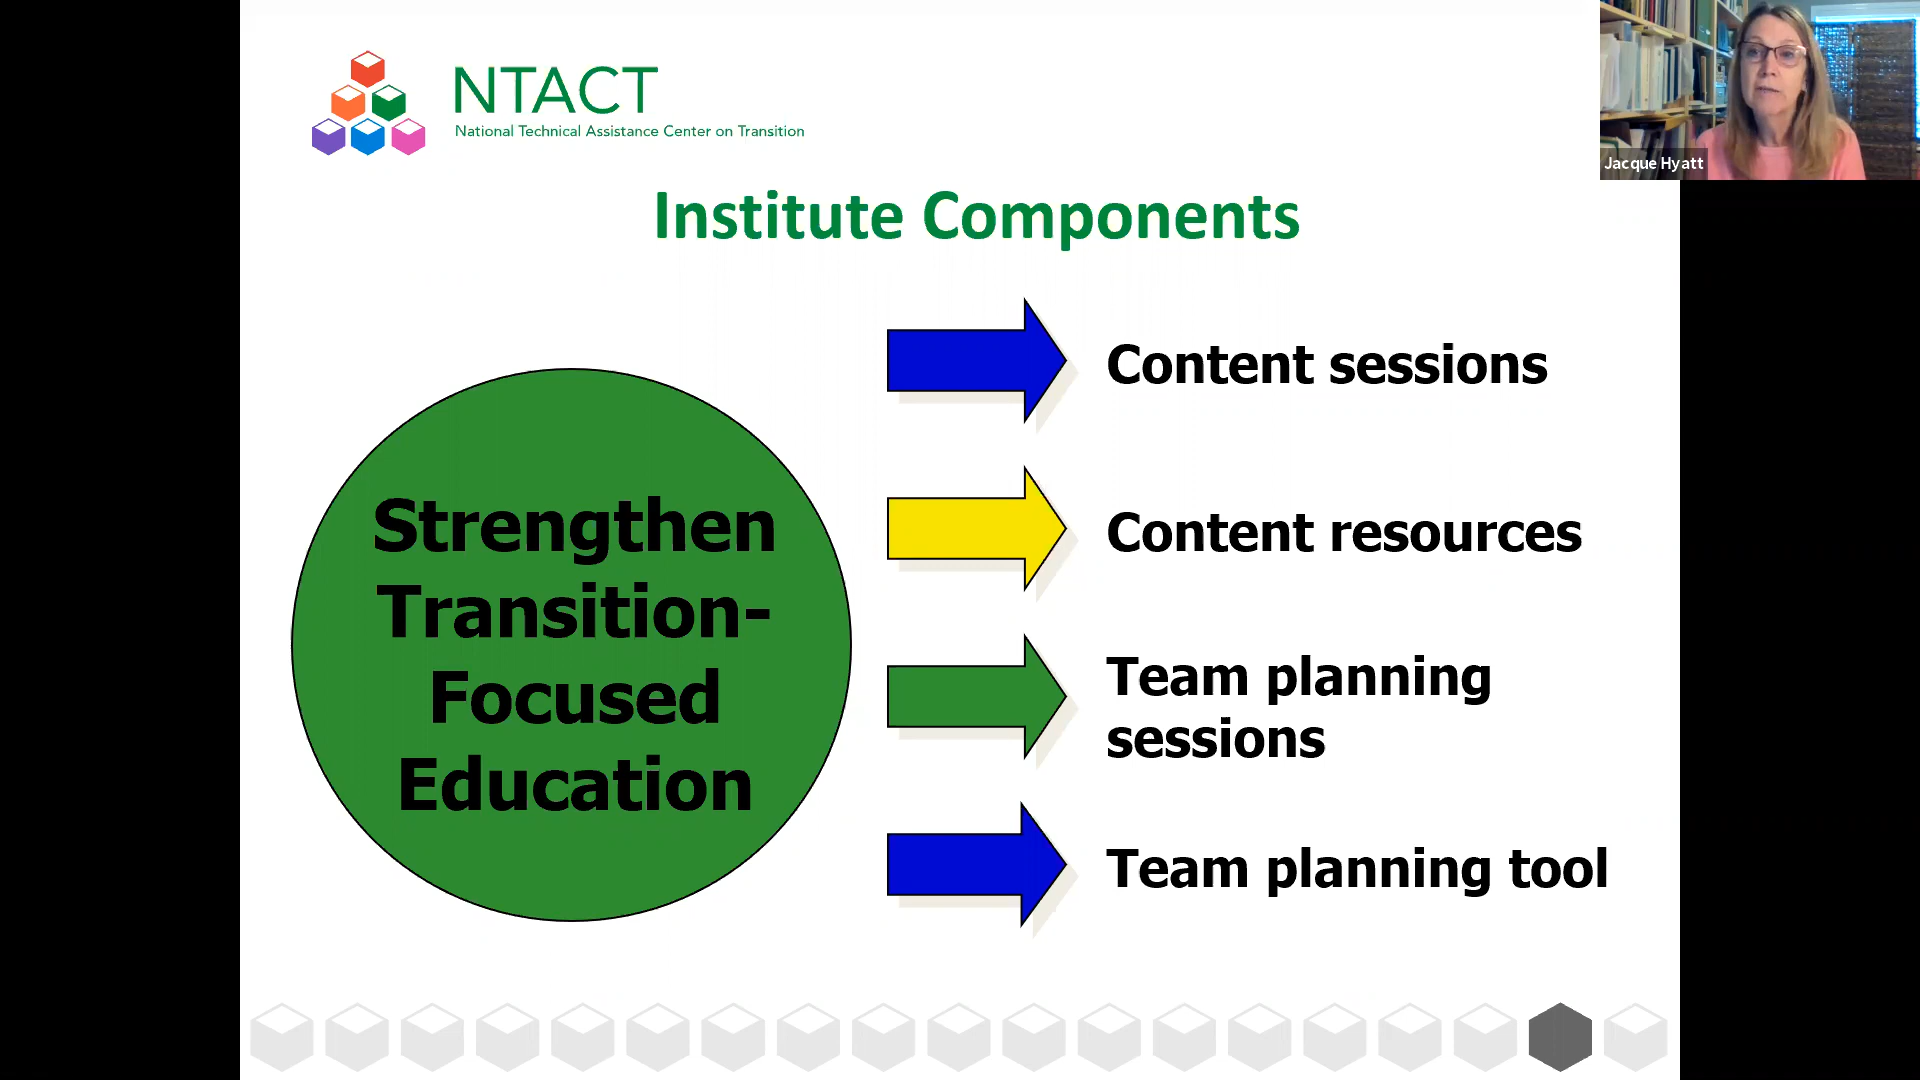 NTACT
National Technical Assistance Center on Transition
Jacque Hyatt
Institute Components
Strengthen
Transition-
Focused
Education
Content sessions
Content resources
Team planning
sessions
Team planning tool